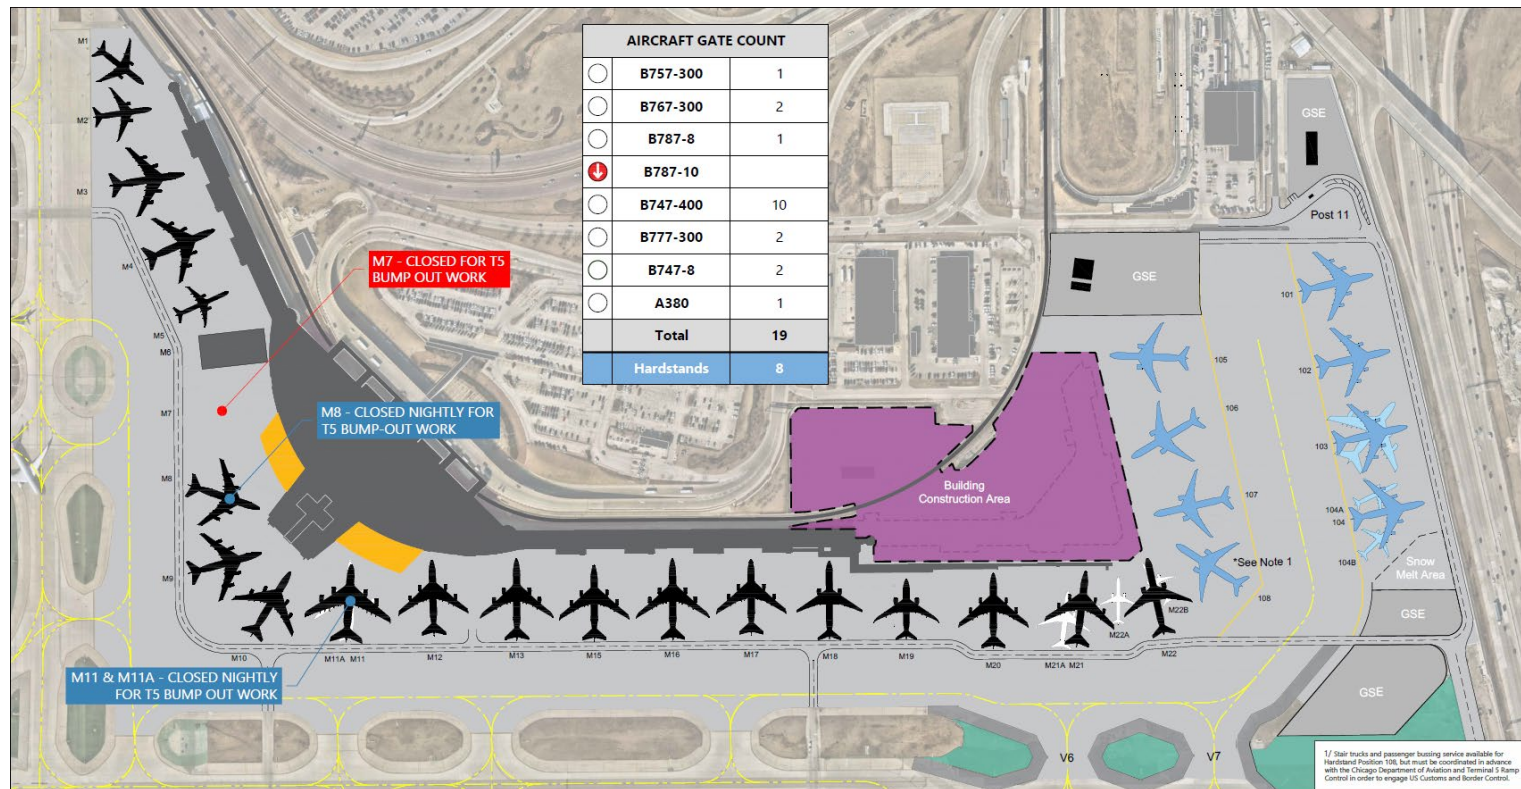 AIRCRAFT GATE COUNT
B757-300 1
B767-300 2
B787-8 1
B787-10
B747-400 10
B777-300 2
B747-8 2
A380 1
Total 19
Hardstands 8
M1
M2
M3
M4
M5
M6
M7
M8
M9
M10
M11A M11
M12
M13
M15
M16
M17
M18
M19
M20
M21A M21
M22A
M22B
M22
M7 - CLOSED FOR T5
BUMP OUT WORK
M8 - CLOSED NIGHTLY FOR
T5 BUMP-OUT WORK
M11 & M11A - CLOSED NIGHTLY
FOR T5 BUMP OUT WORK
Building
Construction Area
GSE
Post 11
GSE
101
102
103
104A
104
104B
105
106
107
*See Note 1
108
Snow
Melt Area
GSE
GSE
V6
V7
1/ Stair trucks and passenger bussing service available for
Hardstand Position 108, but must be coordinated in advance
with the Chicago Department of Aviation and Terminal 5 Ramp
Control in order to engage US Customs and Border Control.